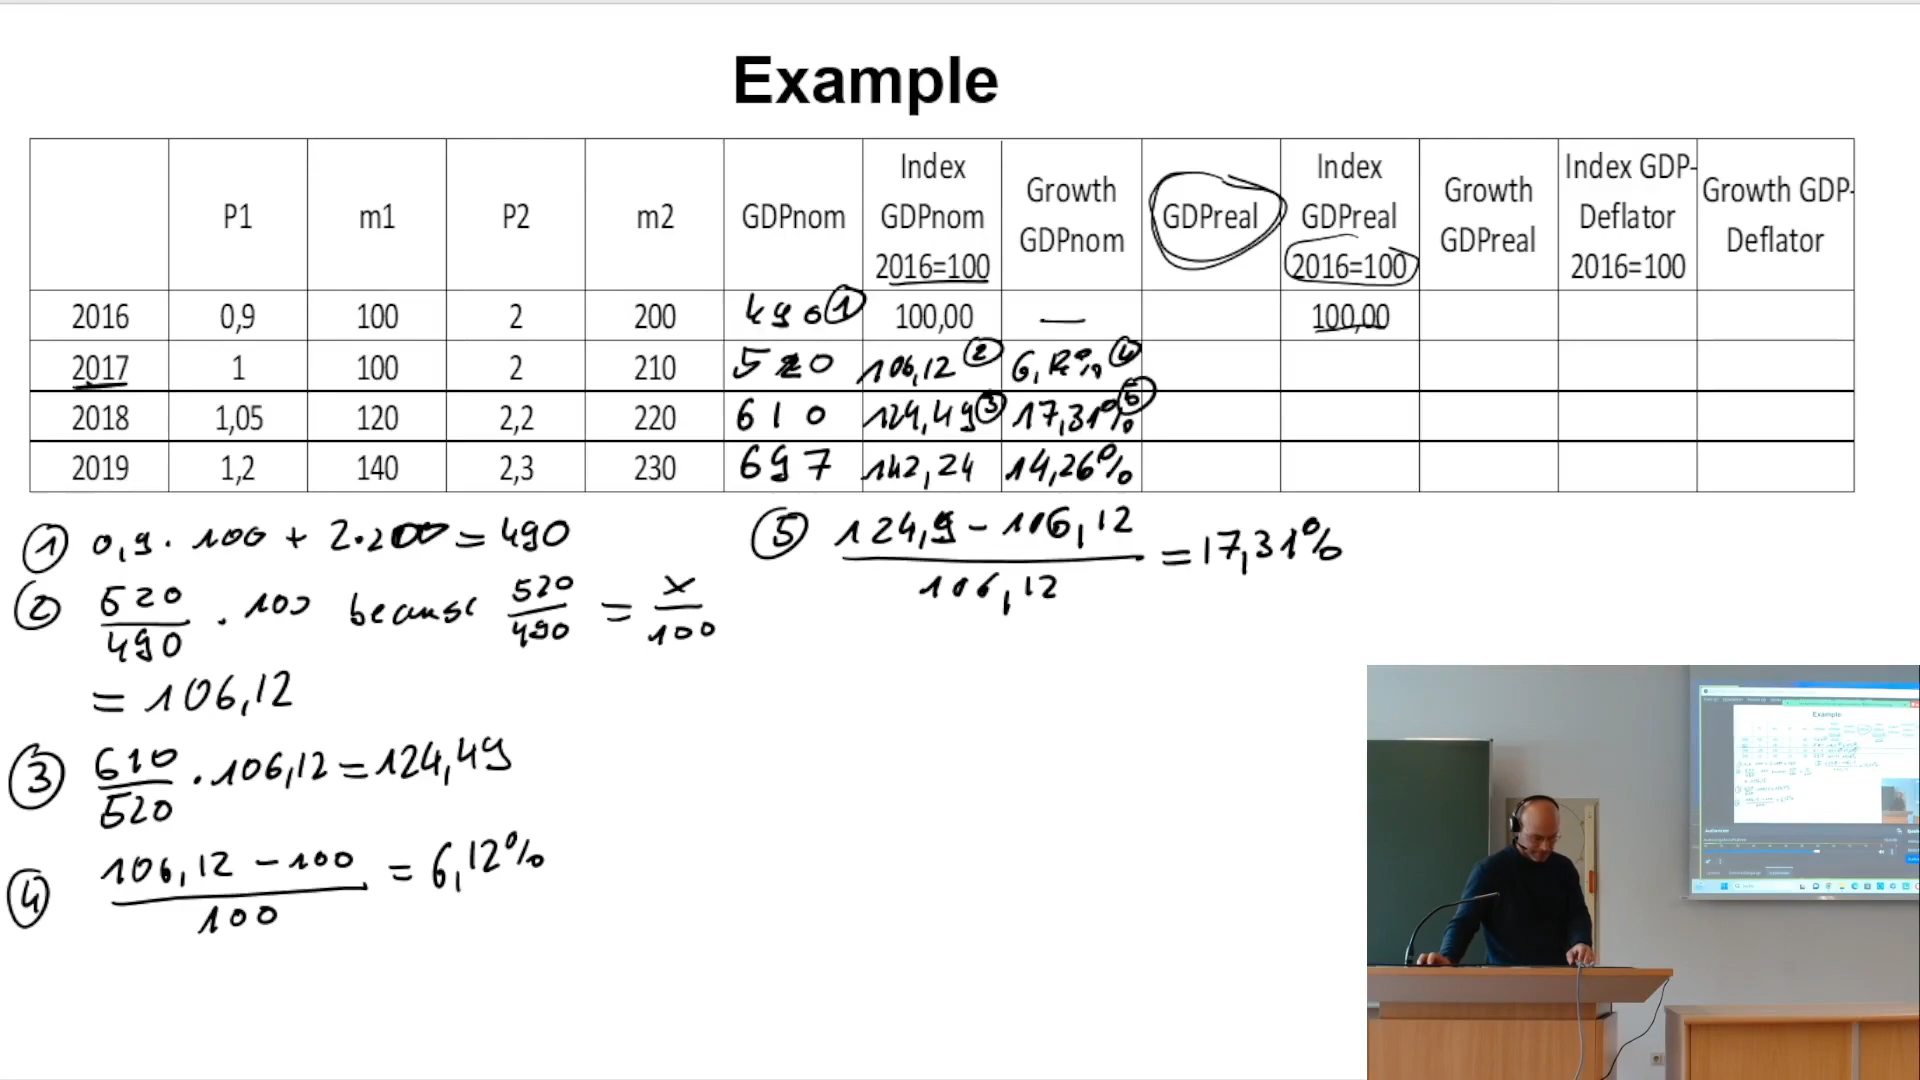 Example
P1 m1 P2 m2 GDPnom Index GDPnom 2016=100 Growth GDPnom GDPreal Index GDPreal 2016=100 Growth GDPreal Index GDP-Deflator 2016=100 Growth GDP-Deflator
2016 0,9 100 2 200 490 ① 100,00 — 100,00
2017 1 100 2 210 520 106,12 ② 6,12% ④
2018 1,05 120 2,2 220 610 124,49 ③ 17,31% ⑤
2019 1,2 140 2,3 230 697 142,24 14,26%
① 0,9 · 100 + 2·200 = 490
② 520/490 · 100 because 520/490 = x/100
= 106,12
③ 610/520 · 106,12 = 124,49
④ 106,12 – 100 / 100 = 6,12%
⑤ 124,9 – 106,12 / 106,12 = 17,31%
Example